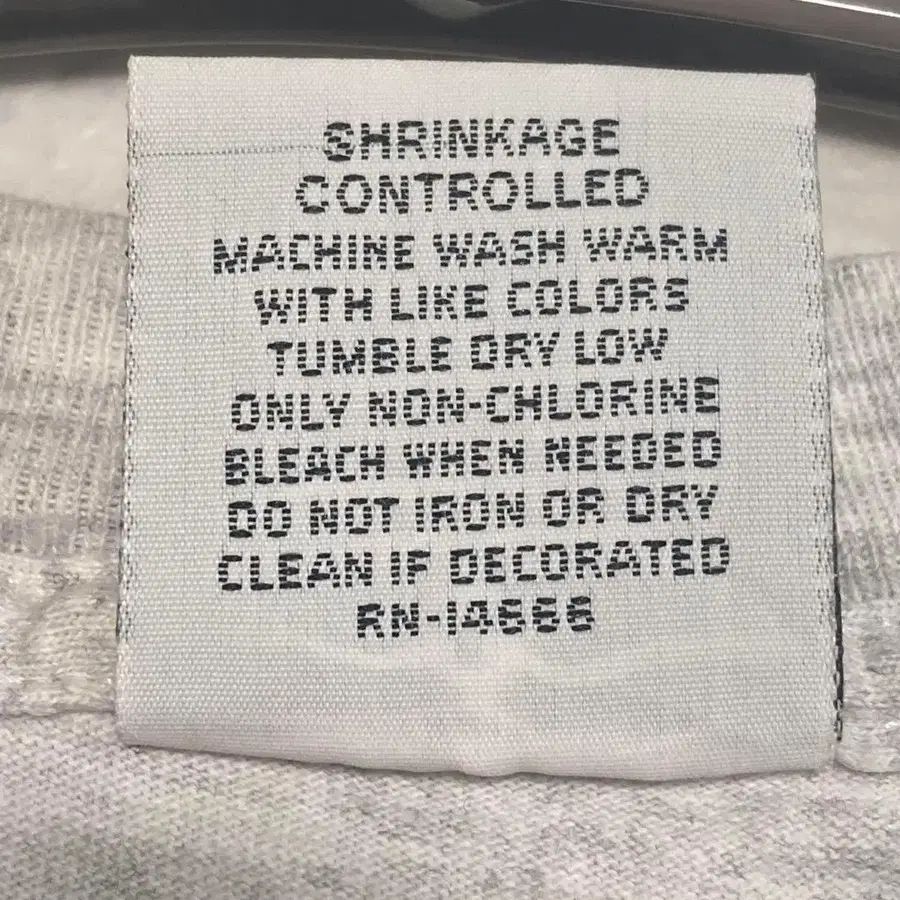 SHRINKAGE
CONTROLLED
MACHINE WASH WARM
WITH LIKE COLORS
TUMBLE DRY LOW
ONLY NON-CHLORINE
BLEACH WHEN NEEDED
DO NOT IRON OR DRY
CLEAN IF DECORATED
RN-14666